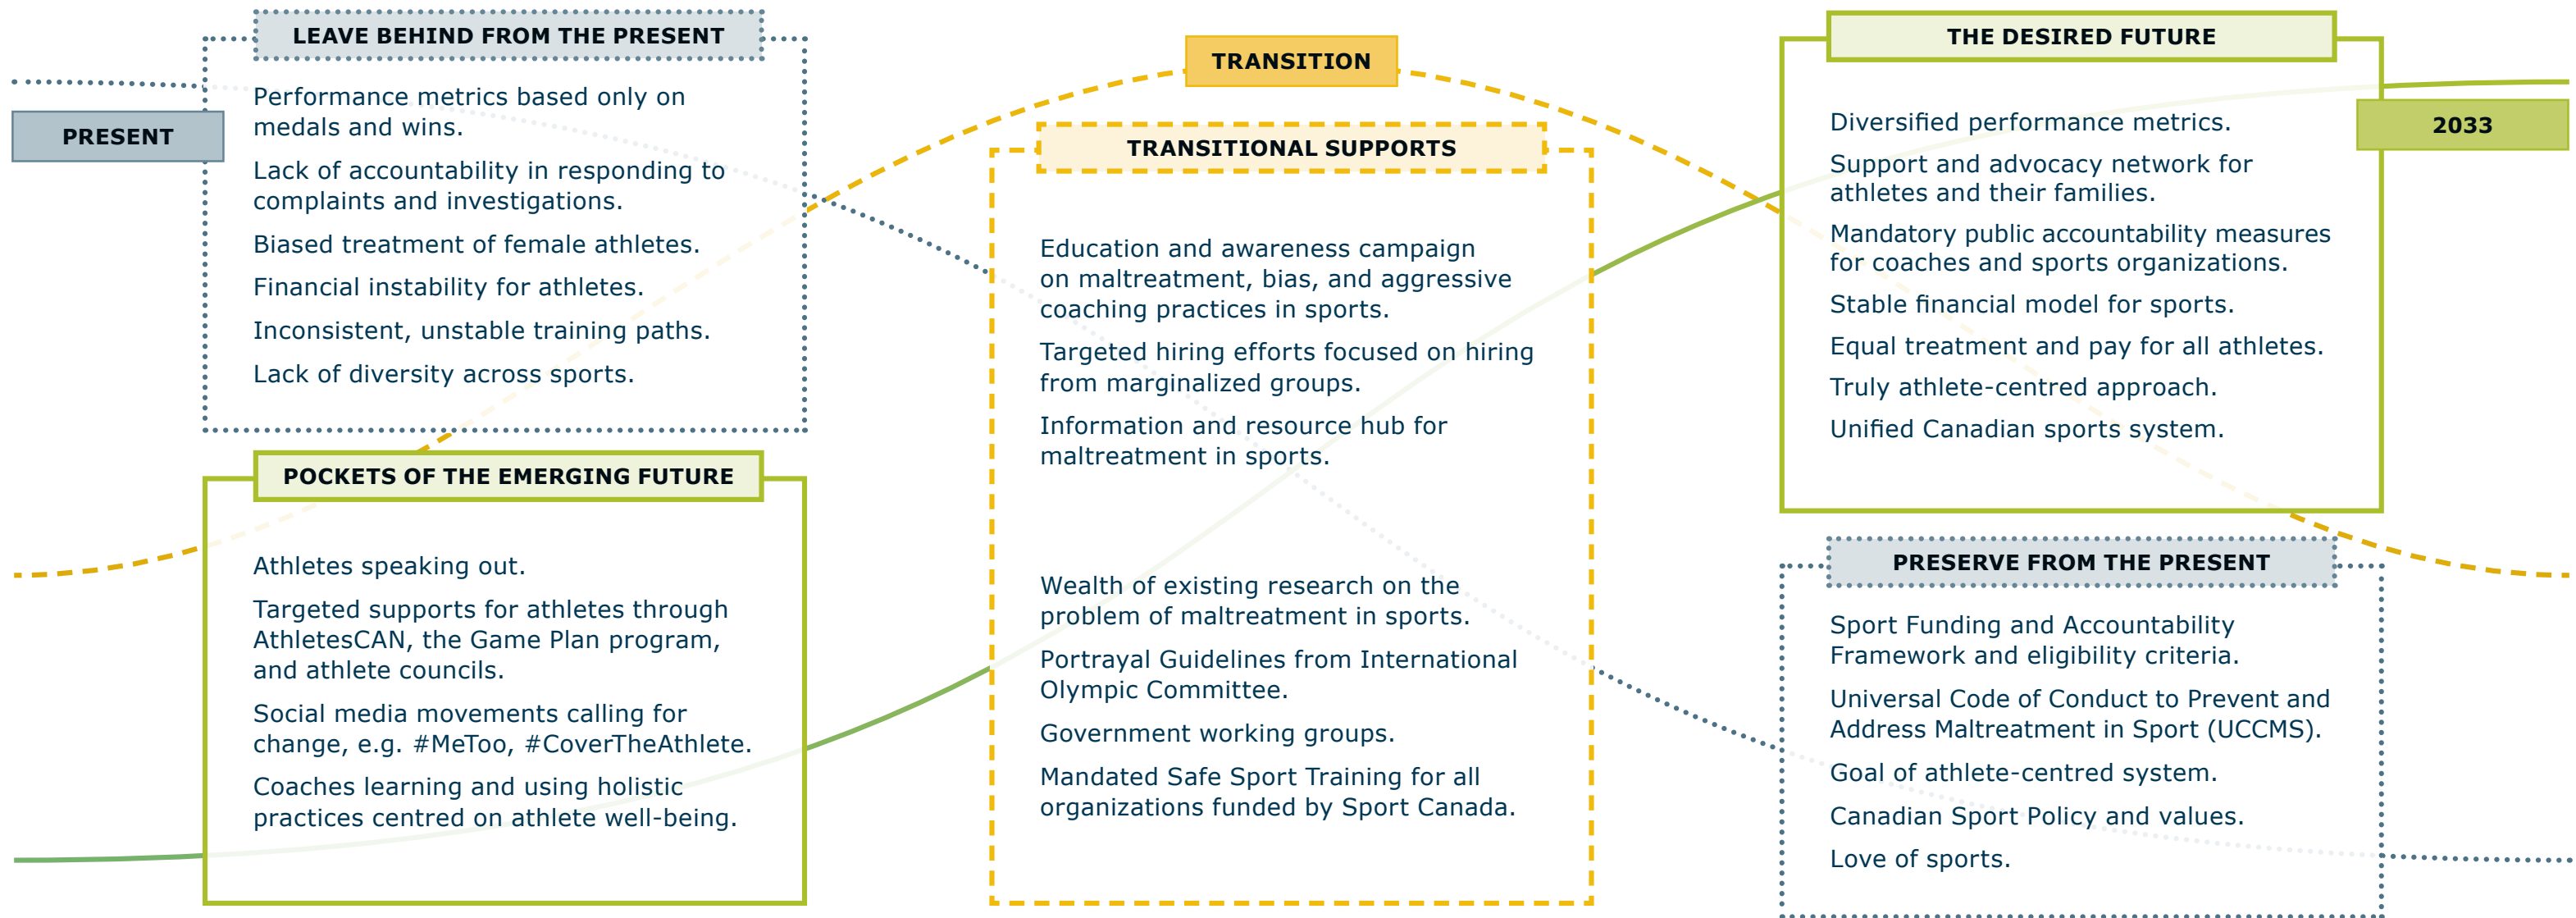 PRESENT
LEAVE BEHIND FROM THE PRESENT
Performance metrics based only on
medals and wins.
Lack of accountability in responding to
complaints and investigations.
Biased treatment of female athletes.
Financial instability for athletes.
Inconsistent, unstable training paths.
Lack of diversity across sports.
POCKETS OF THE EMERGING FUTURE
Athletes speaking out.
Targeted supports for athletes through
AthletesCAN, the Game Plan program,
and athlete councils.
Social media movements calling for
change, e.g. #MeToo, #CoverTheAthlete.
Coaches learning and using holistic
practices centred on athlete well-being.
TRANSITION
TRANSITIONAL SUPPORTS
Education and awareness campaign
on maltreatment, bias, and aggressive
coaching practices in sports.
Targeted hiring efforts focused on hiring
from marginalized groups.
Information and resource hub for
maltreatment in sports.
Wealth of existing research on the
problem of maltreatment in sports.
Portrayal Guidelines from International
Olympic Committee.
Government working groups.
Mandated Safe Sport Training for all
organizations funded by Sport Canada.
THE DESIRED FUTURE
2033
Diversified performance metrics.
Support and advocacy network for
athletes and their families.
Mandatory public accountability measures
for coaches and sports organizations.
Stable financial model for sports.
Equal treatment and pay for all athletes.
Truly athlete-centred approach.
Unified Canadian sports system.
PRESERVE FROM THE PRESENT
Sport Funding and Accountability
Framework and eligibility criteria.
Universal Code of Conduct to Prevent and
Address Maltreatment in Sport (UCCMS).
Goal of athlete-centred system.
Canadian Sport Policy and values.
Love of sports.